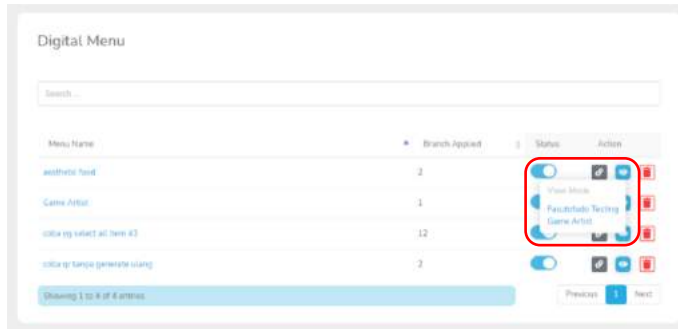 Digital Menu
Search ...
Menu Name Branch Applied Status Action
aesthetic food 2
View Mode
Game Artist 1
Pasutotado Testing
Game Artist
coba yg select all item 43 12
coba qr tanpa generate ulang 2
Showing 1 to 4 of 4 entries
Previous 1 Next